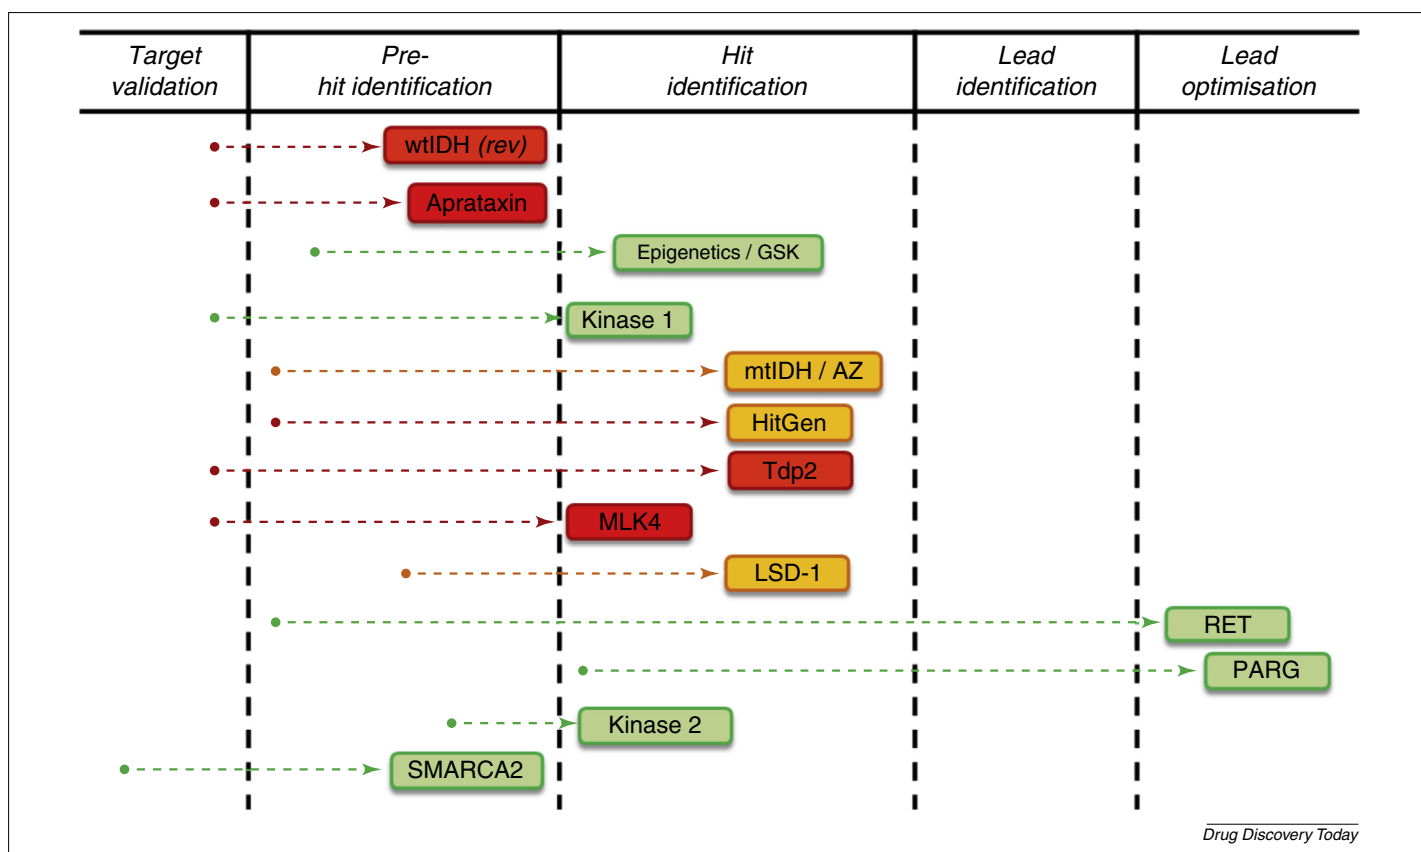 Target
validation
Pre-
hit identification
Hit
identification
Lead
identification
Lead
optimisation
wtIDH (rev)
Aprataxin
Epigenetics / GSK
Kinase 1
mtIDH / AZ
HitGen
Tdp2
MLK4
LSD-1
RET
PARG
Kinase 2
SMARCA2
Drug Discovery Today